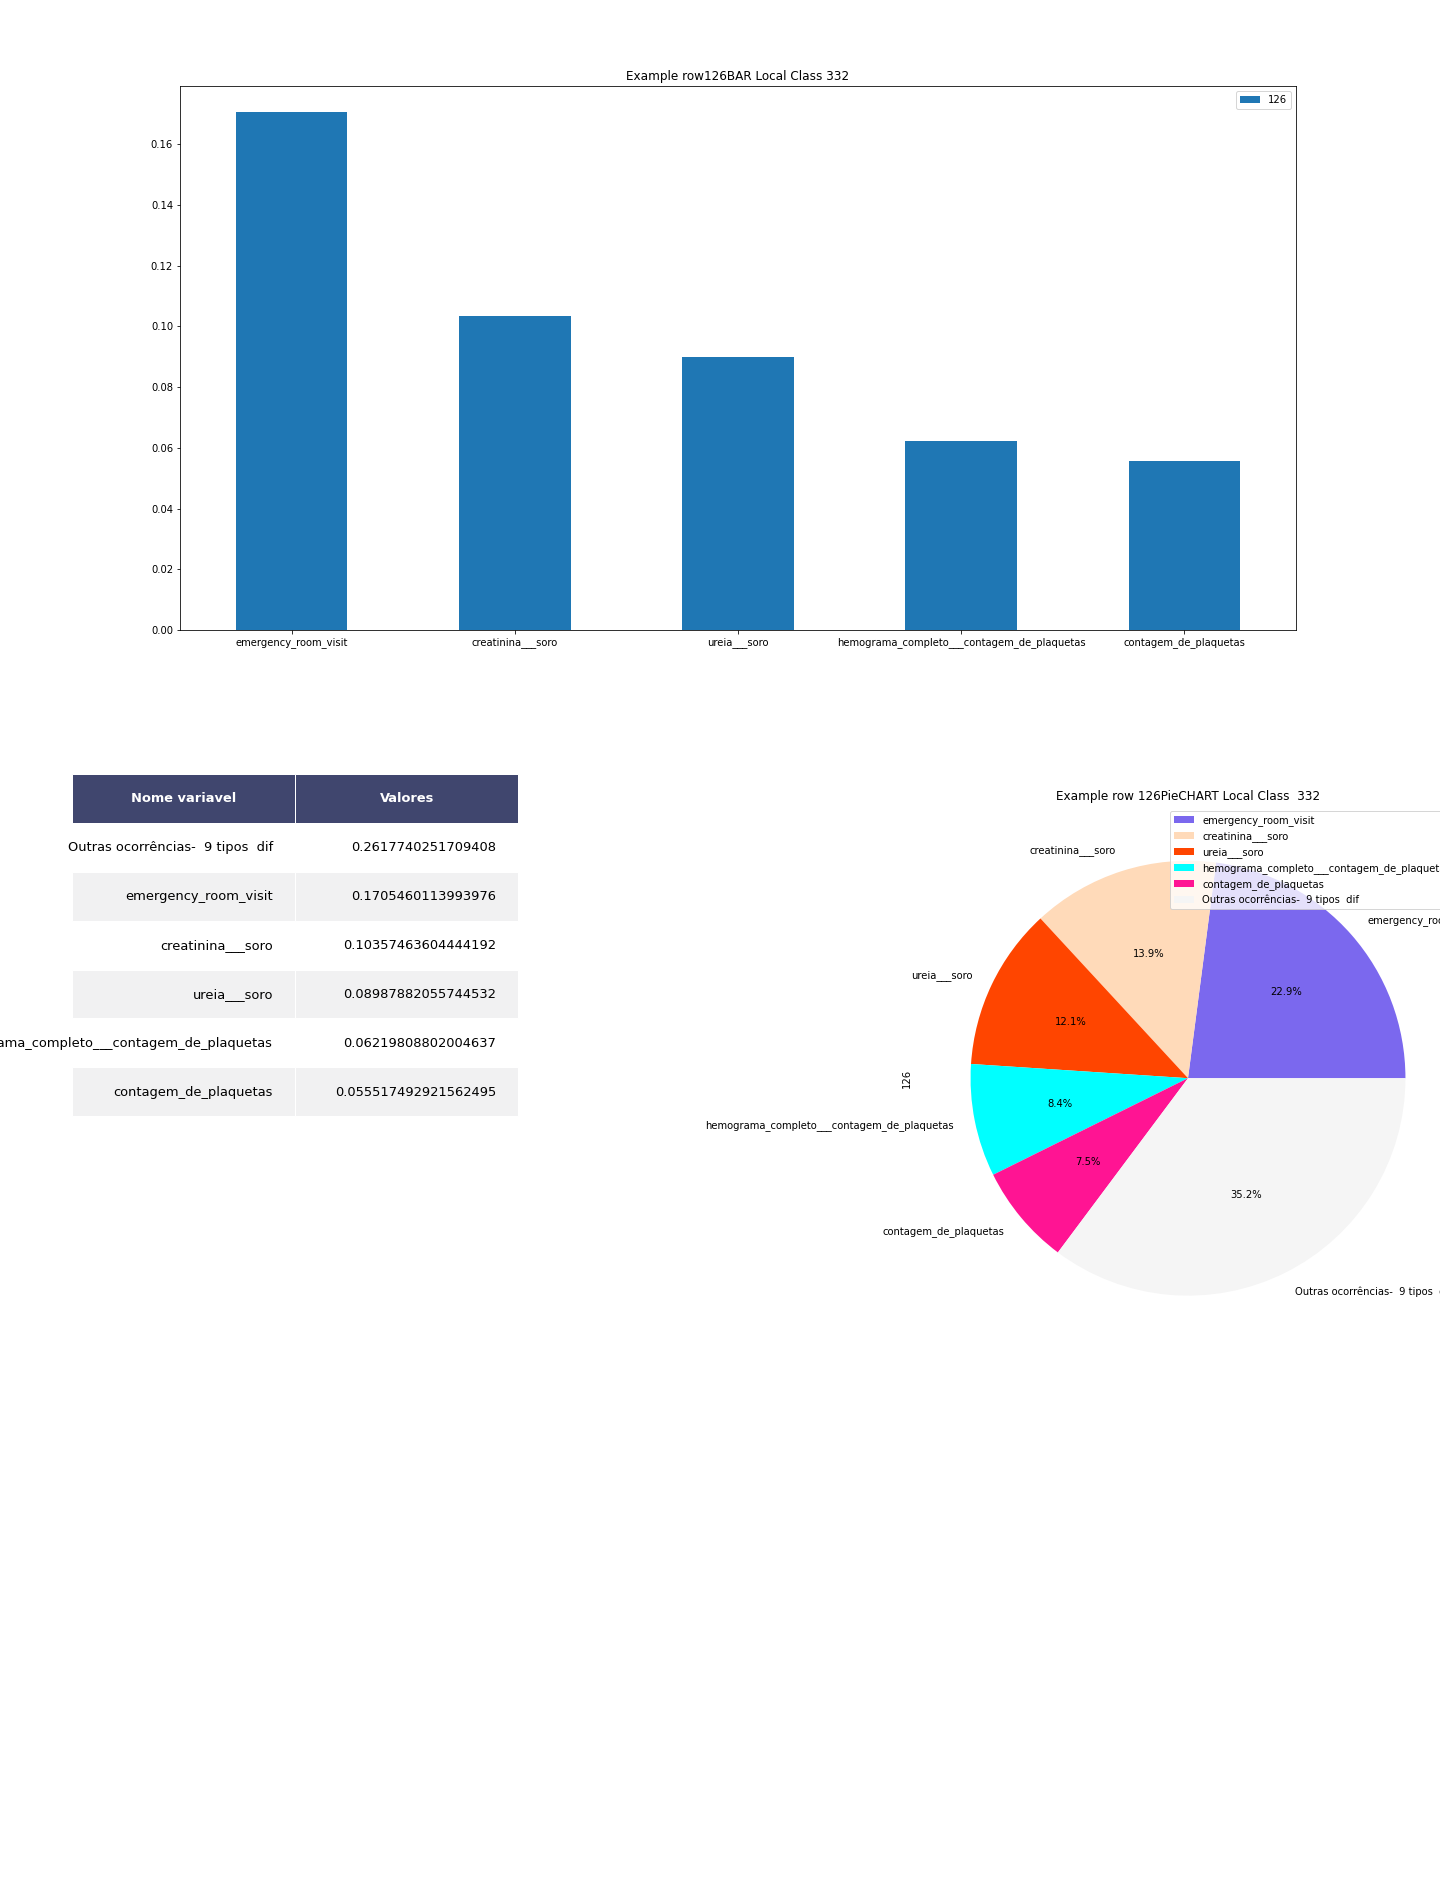 Example row126BAR Local Class 332
126
0.16
0.14
0.12
0.10
0.08
0.06
0.04
0.02
0.00
emergency_room_visit
creatinina___soro
ureia___soro
hemograma_completo___contagem_de_plaquetas
contagem_de_plaquetas
Nome variavel Valores
Outras ocorrências- 9 tipos dif 0.2617740251709408
emergency_room_visit 0.1705460113993976
creatinina___soro 0.10357463604444192
ureia___soro 0.08987882055744532
ama_completo___contagem_de_plaquetas 0.06219808802004637
contagem_de_plaquetas 0.055517492921562495
Example row 126PieCHART Local Class 332
emergency_room_visit
creatinina___soro
ureia___soro
hemograma_completo___contagem_de_plaquet
contagem_de_plaquetas
Outras ocorrências- 9 tipos dif
creatinina___soro
emergency_roo
13.9%
ureia___soro
22.9%
12.1%
126
8.4%
hemograma_completo___contagem_de_plaquetas
7.5%
35.2%
contagem_de_plaquetas
Outras ocorrências- 9 tipos